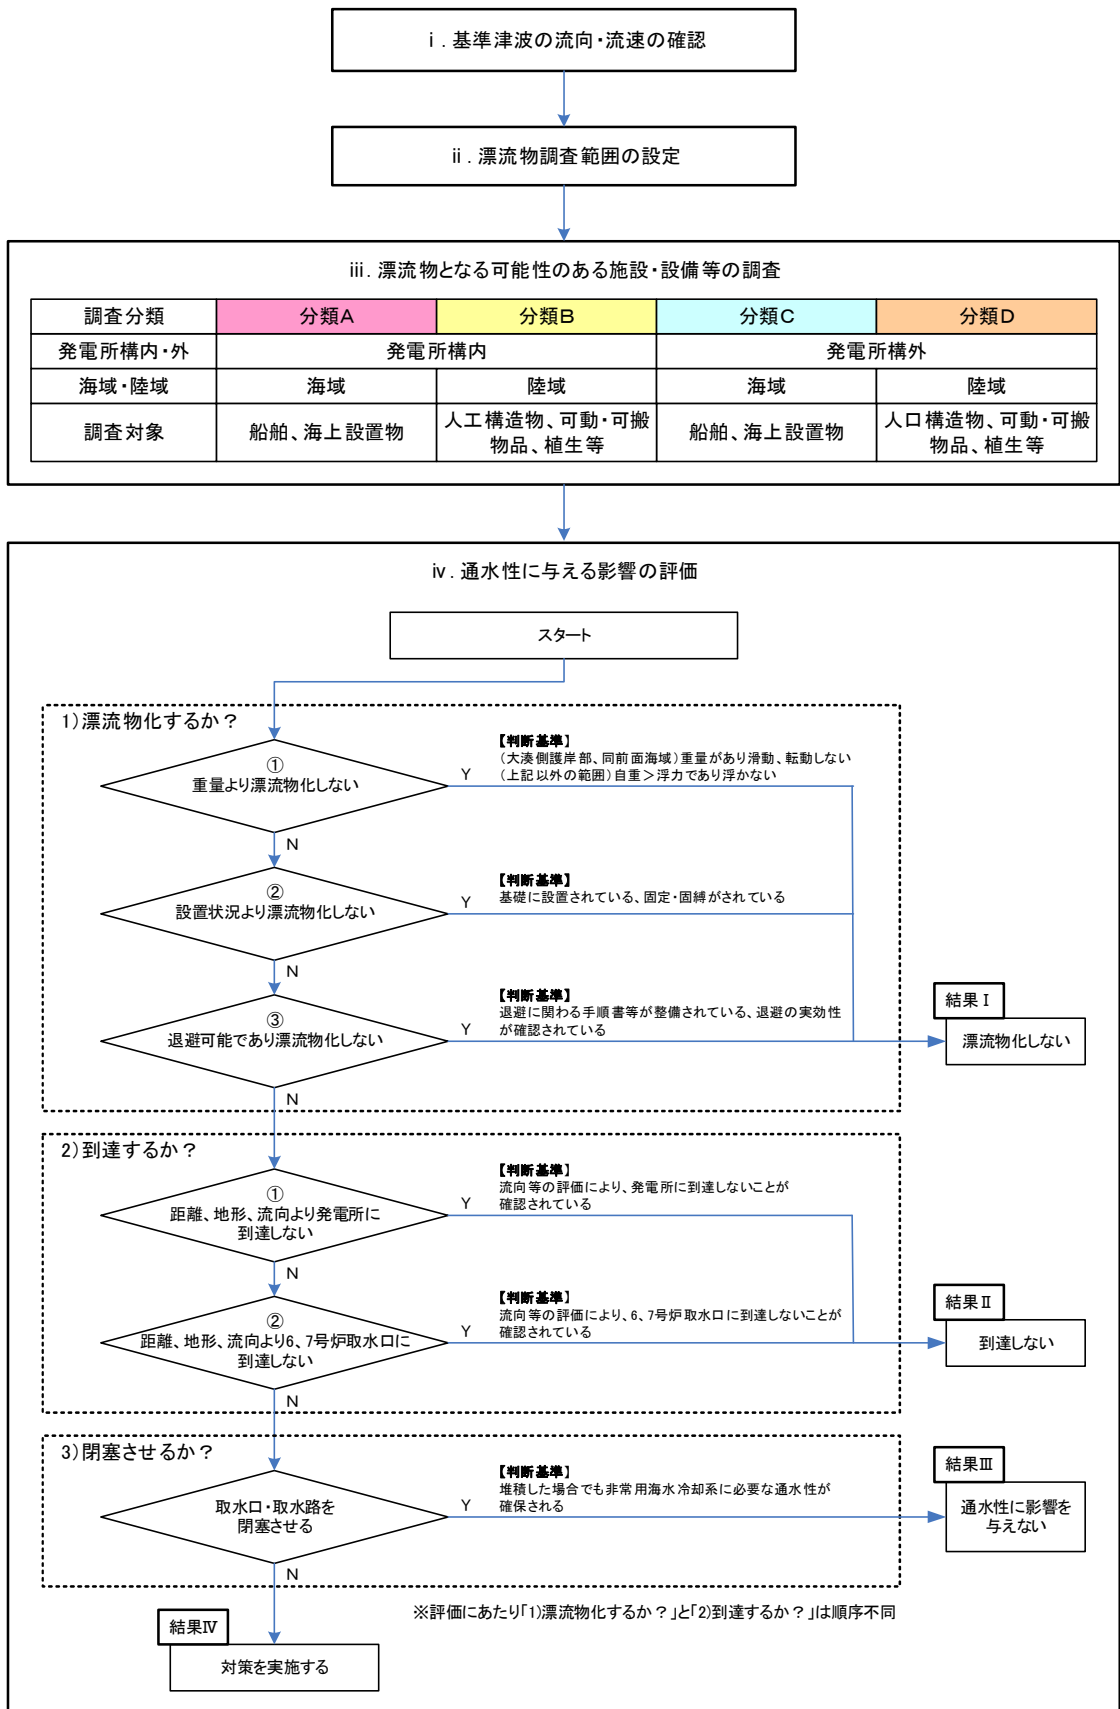 ⅰ. 基準津波の流向・流速の確認
ⅱ. 漂流物調査範囲の設定
ⅲ. 漂流物となる可能性のある施設・設備等の調査
調査分類
分類A
分類B
分類C
分類D
発電所構内・外
発電所構内
発電所構外
海域・陸域
海域
陸域
海域
陸域
調査対象
船舶、海上設置物
人工構造物、可動・可搬
物品、植生等
船舶、海上設置物
人口構造物、可動・可搬
物品、植生等
ⅳ. 通水性に与える影響の評価
スタート
1)漂流物化するか？
①
重量より漂流物化しない
Y
【判断基準】
(大湊側護岸部、同前面海域)重量があり滑動、転動しない
(上記以外の範囲)自重＞浮力であり浮かない
N
②
設置状況より漂流物化しない
Y
【判断基準】
基礎に設置されている、固定・固縛がされている
N
③
退避可能であり漂流物化しない
Y
【判断基準】
退避に関わる手順書等が整備されている、退避の実効性
が確認されている
結果Ⅰ
漂流物化しない
N
2)到達するか？
①
距離、地形、流向より発電所に
到達しない
Y
【判断基準】
流向等の評価により、発電所に到達しないことが
確認されている
N
②
距離、地形、流向より6、7号炉取水口に
到達しない
Y
【判断基準】
流向等の評価により、6、7号炉取水口に到達しないことが
確認されている
結果Ⅱ
到達しない
N
3)閉塞させるか？
取水口・取水路を
閉塞させる
Y
【判断基準】
堆積した場合でも非常用海水冷却系に必要な通水性が
確保される
結果Ⅲ
通水性に影響を
与えない
N
※評価にあたり「1)漂流物化するか？」と「2)到達するか？」は順序不同
結果Ⅳ
対策を実施する